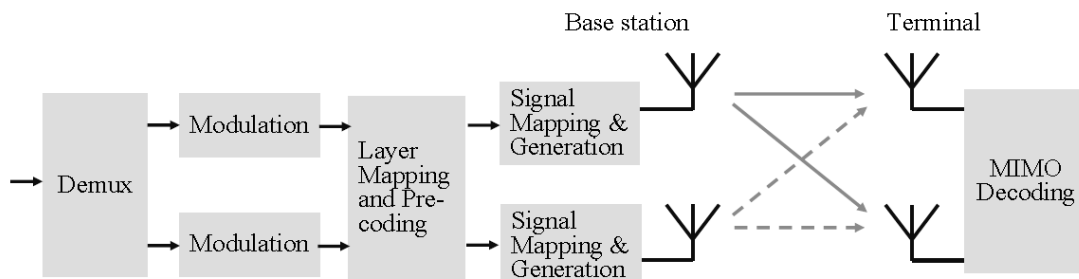 Base station
Terminal
Demux
Modulation
Modulation
Layer
Mapping
and Pre-
coding
Signal
Mapping &
Generation
Signal
Mapping &
Generation
MIMO
Decoding